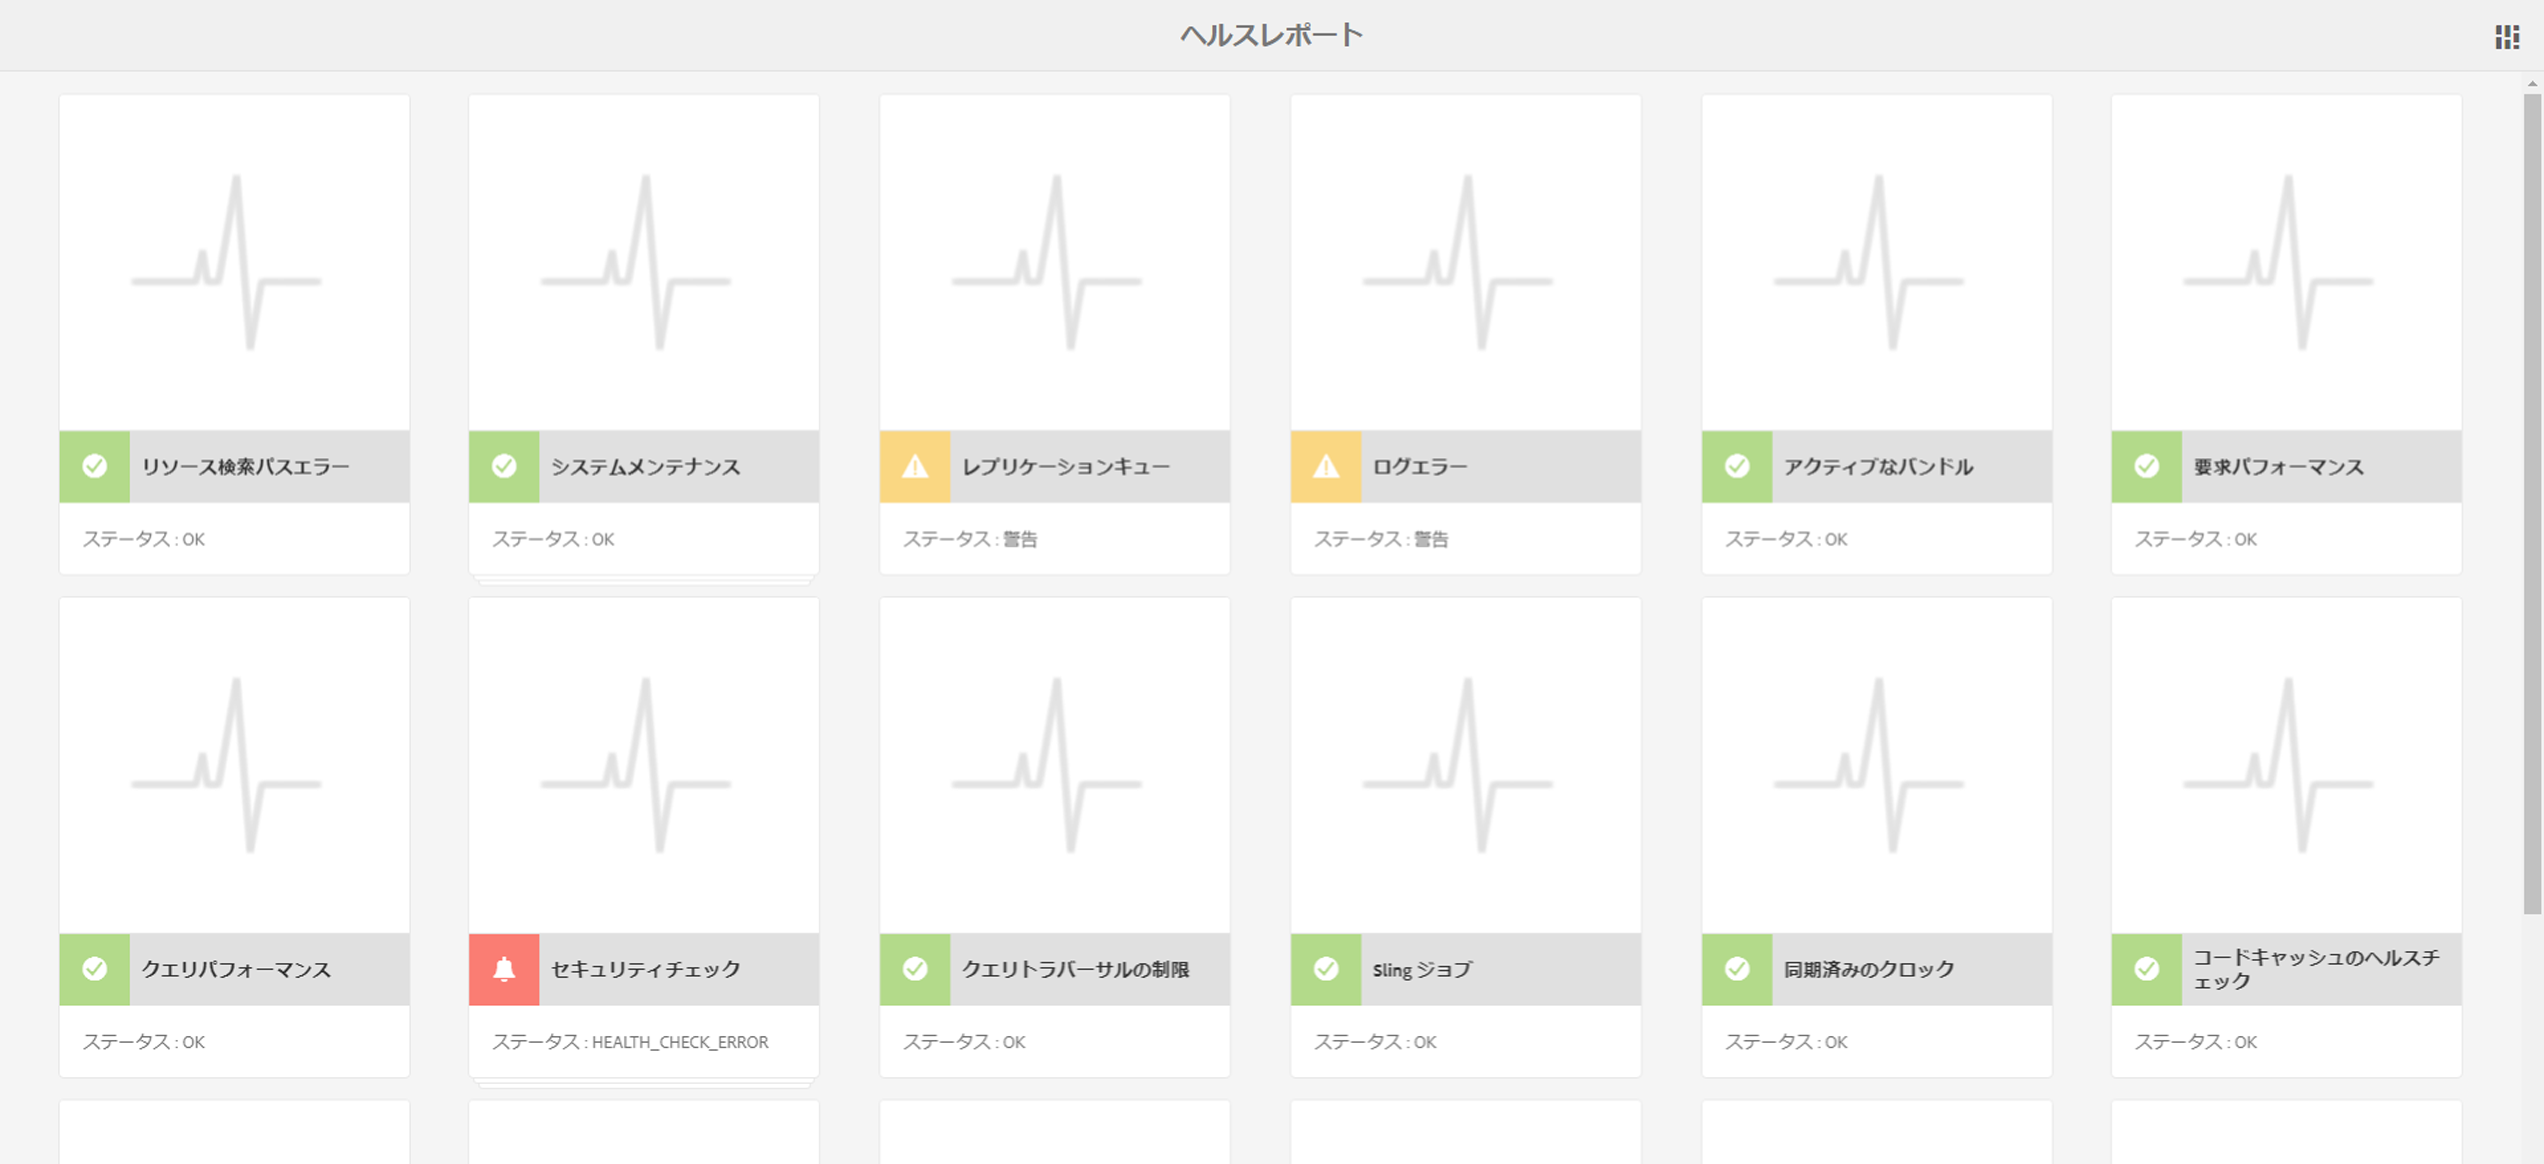 ヘルスレポート
リソース検索パスエラー
ステータス : OK
システムメンテナンス
ステータス : OK
レプリケーションキュー
ステータス : 警告
ログエラー
ステータス : 警告
アクティブなバンドル
ステータス : OK
要求パフォーマンス
ステータス : OK
クエリパフォーマンス
ステータス : OK
セキュリティチェック
ステータス : HEALTH_CHECK_ERROR
クエリトラバーサルの制限
ステータス : OK
Sling ジョブ
ステータス : OK
同期済みのクロック
ステータス : OK
コードキャッシュのヘルスチ
ェック
ステータス : OK